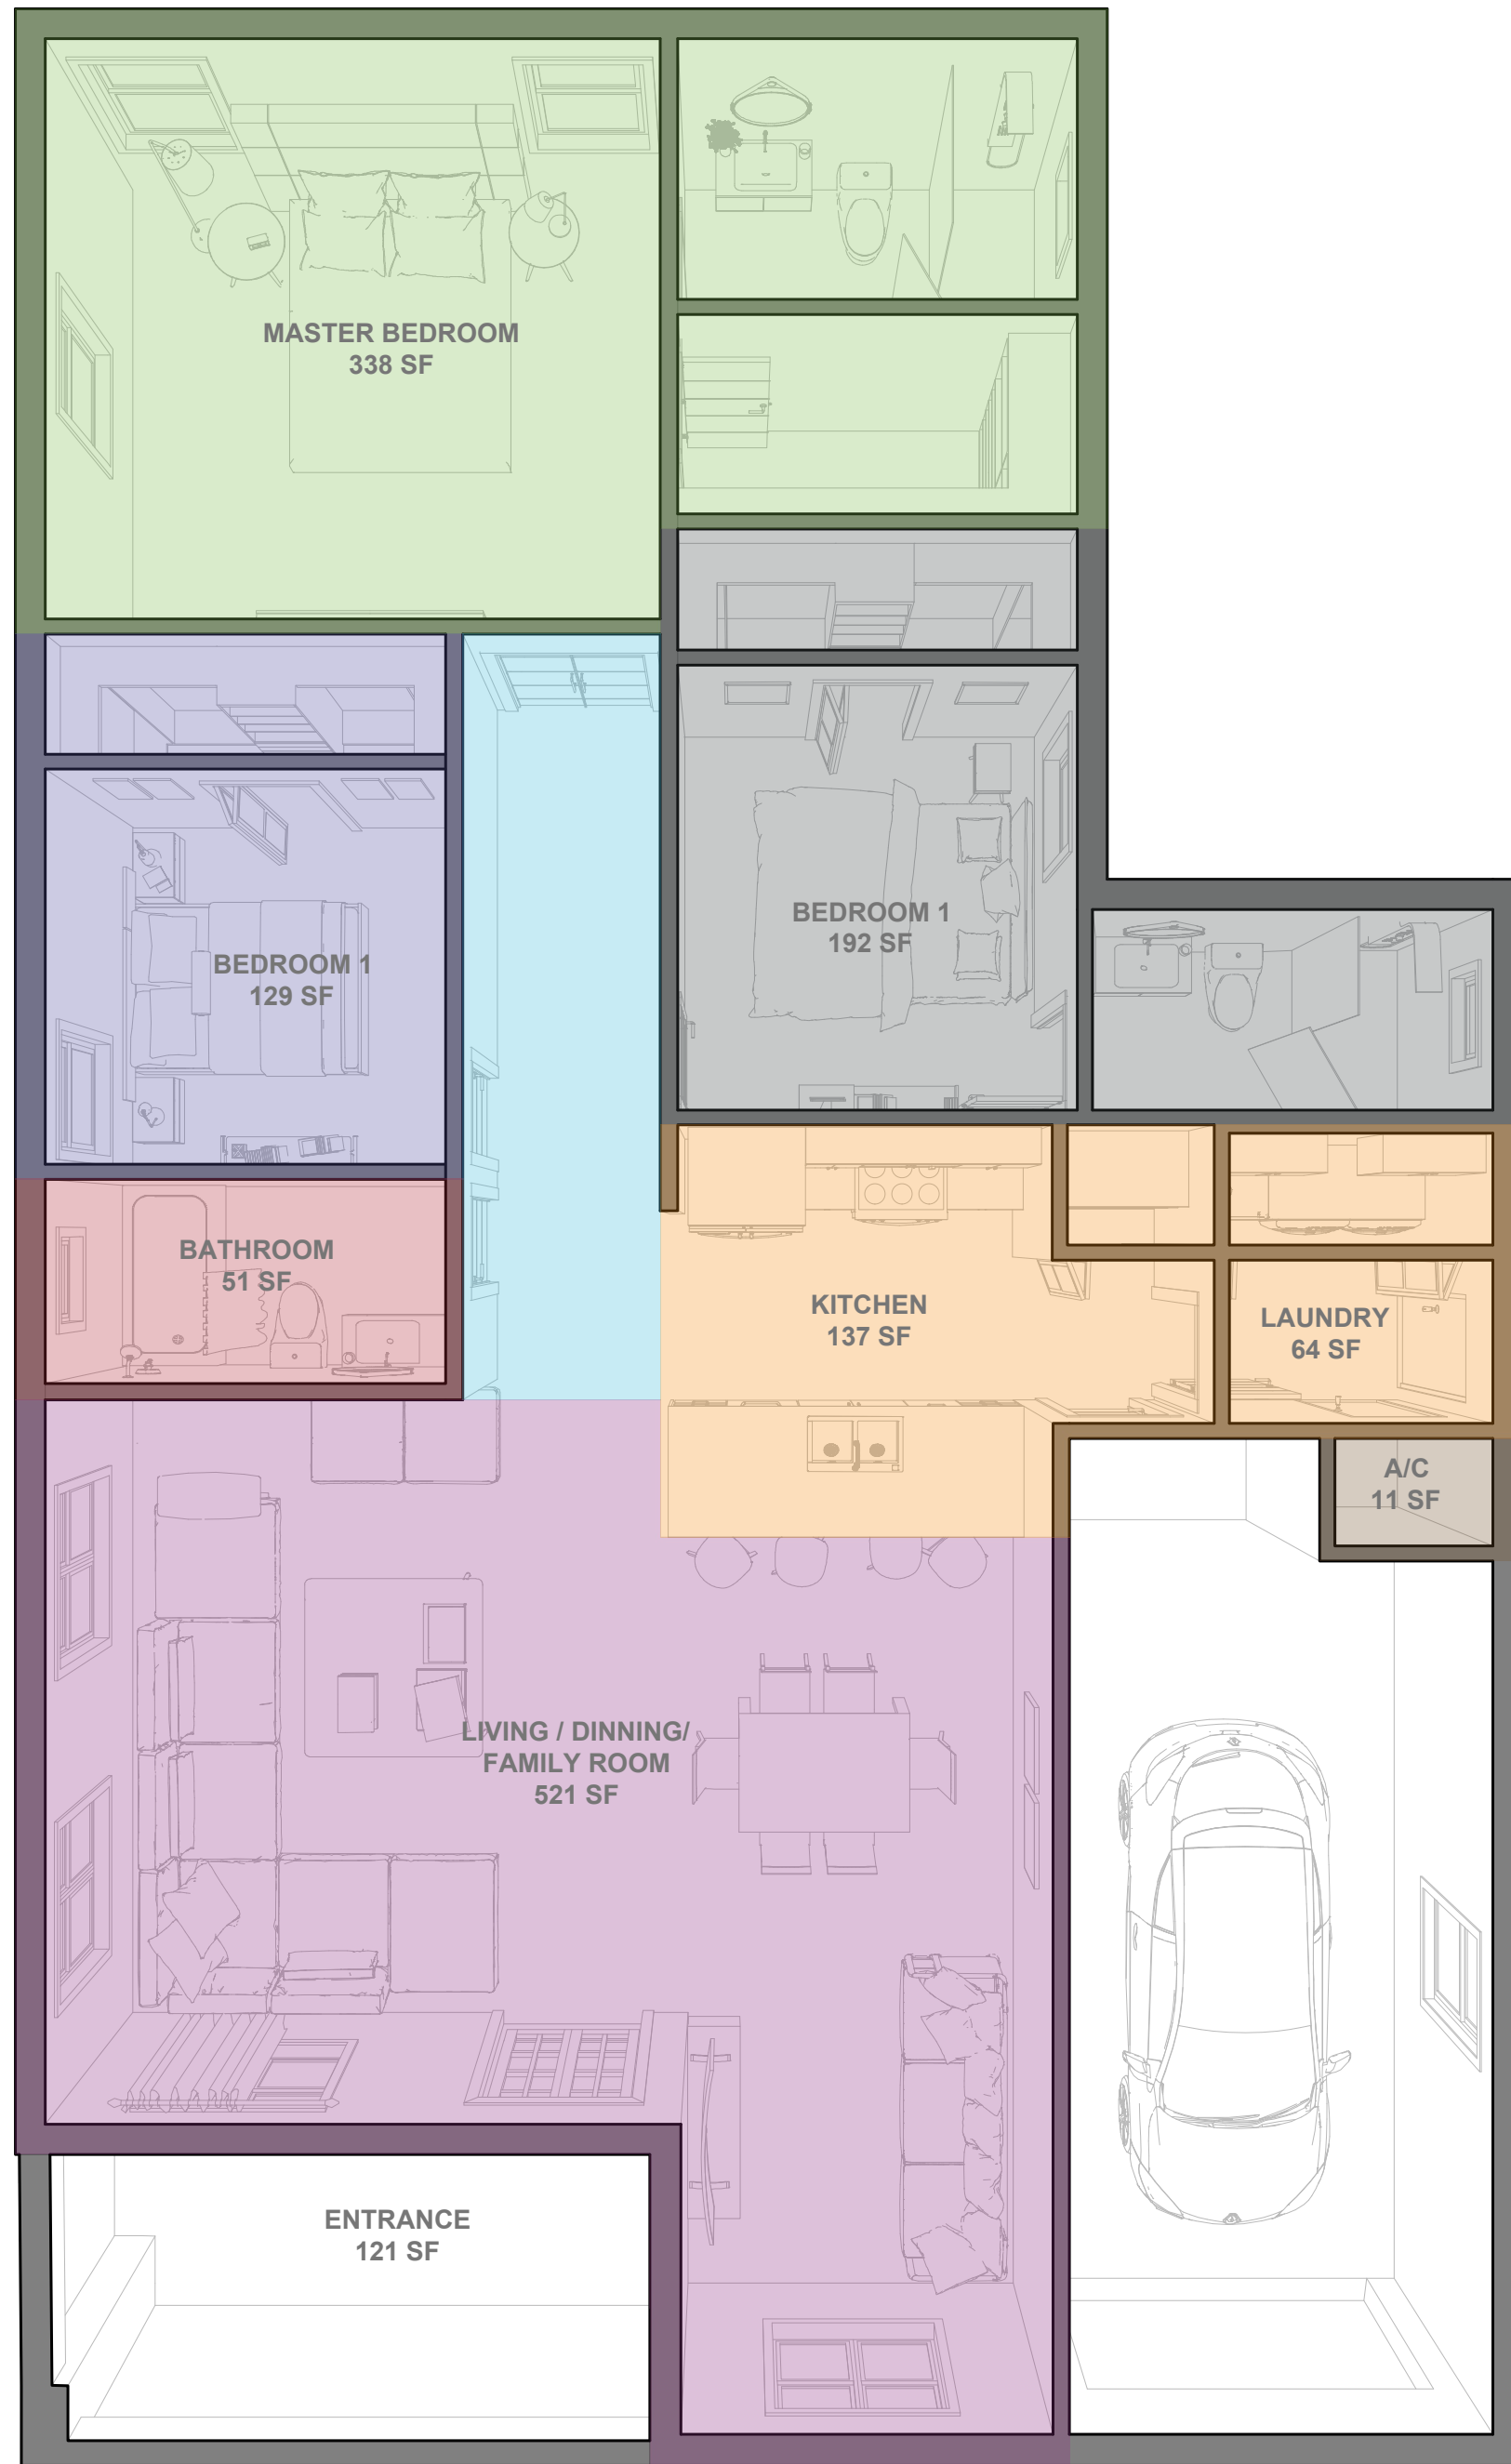 MASTER BEDROOM
338 SF
BEDROOM 1
192 SF
BEDROOM 1
129 SF
BATHROOM
51 SF
KITCHEN
137 SF
LAUNDRY
64 SF
A/C
11 SF
LIVING / DINNING/
FAMILY ROOM
521 SF
ENTRANCE
121 SF